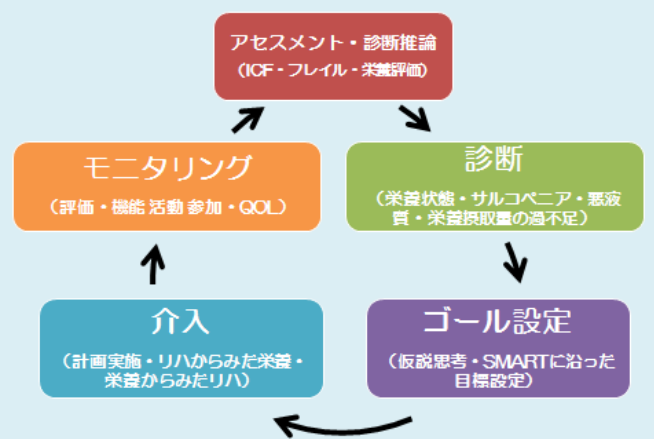 アセスメント・診断推論
（ICF・フレイル・栄養評価）
診断
（栄養状態・サルコペニア・悪液
質・栄養摂取量の過不足）
ゴール設定
（仮説思考・SMARTに沿った
目標設定）
介入
（計画実施・リハからみた栄養・
栄養からみたリハ）
モニタリング
（評価・機能 活動 参加・QOL）